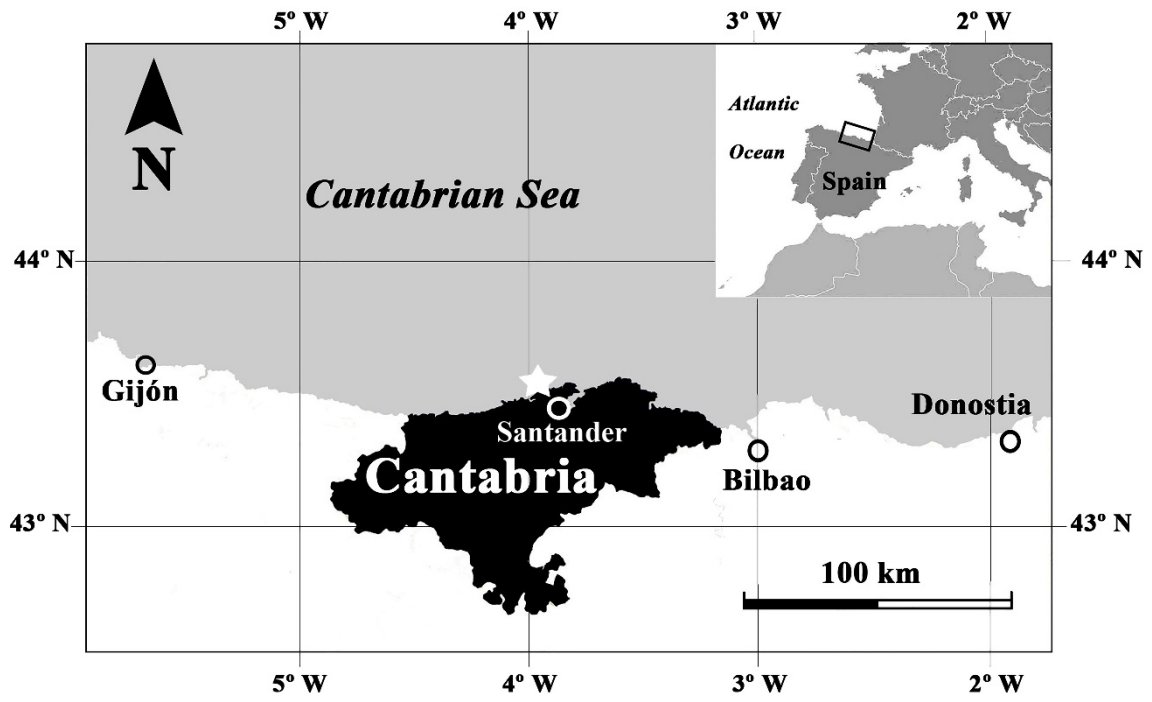 5º W 4º W 3º W 2º W
N
Cantabrian Sea
Atlantic
Ocean
Spain
44º N 44º N
Gijón
Donostia
Santander
Cantabria
Bilbao
43º N 43º N
100 km
5º W 4º W 3º W 2º W